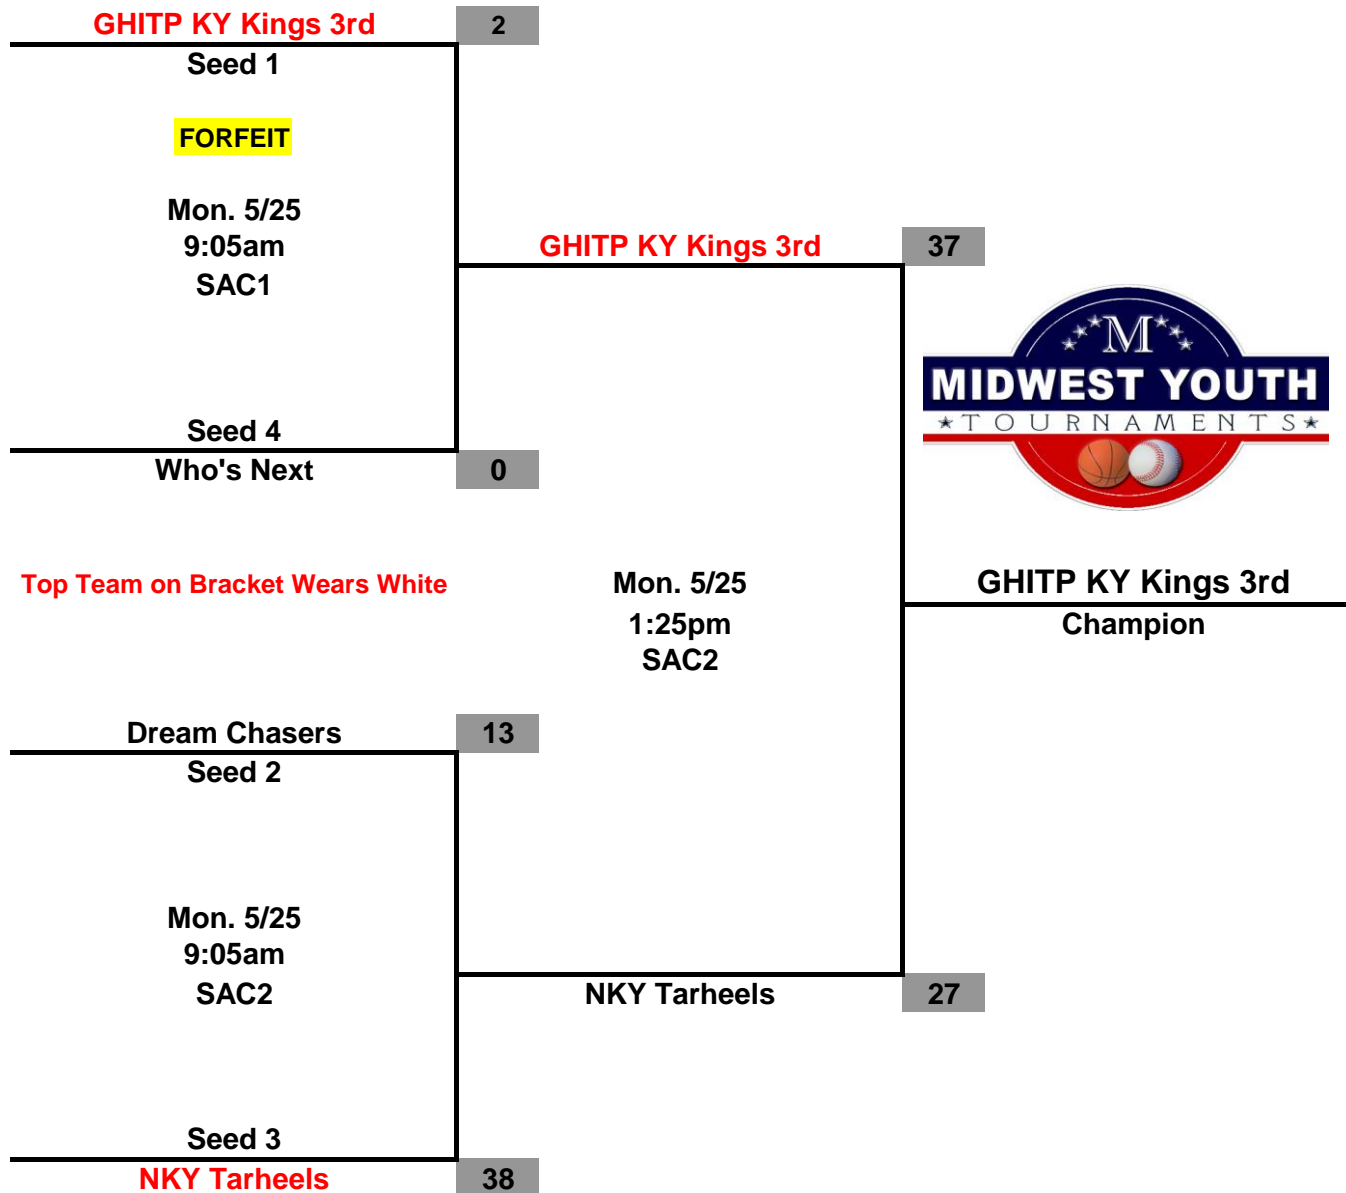 GHITP KY Kings 3rd 2
Seed 1
FORFEIT
Mon. 5/25
9:05am
SAC1
GHITP KY Kings 3rd 37
M
MIDWEST YOUTH
TOURNAMENTS
Seed 4
Who's Next 0
Top Team on Bracket Wears White
Mon. 5/25
1:25pm
SAC2
GHITP KY Kings 3rd
Champion
Dream Chasers 13
Seed 2
Mon. 5/25
9:05am
SAC2
NKY Tarheels 27
Seed 3
NKY Tarheels 38